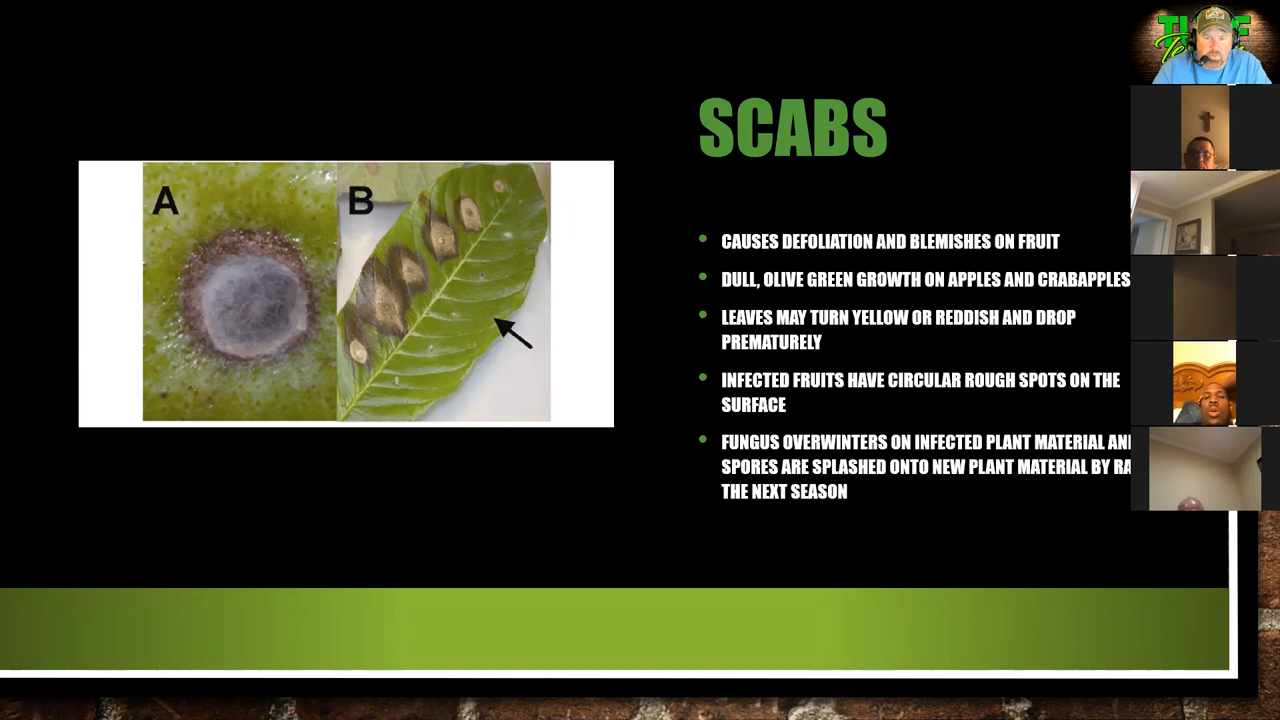 SCABS
A
B
CAUSES DEFOLIATION AND BLEMISHES ON FRUIT
DULL, OLIVE GREEN GROWTH ON APPLES AND CRABAPPLES
LEAVES MAY TURN YELLOW OR REDDISH AND DROP
PREMATURELY
INFECTED FRUITS HAVE CIRCULAR ROUGH SPOTS ON THE
SURFACE
FUNGUS OVERWINTERS ON INFECTED PLANT MATERIAL
SPORES ARE SPLASHED ONTO NEW PLANT MATERIAL BY
THE NEXT SEASON